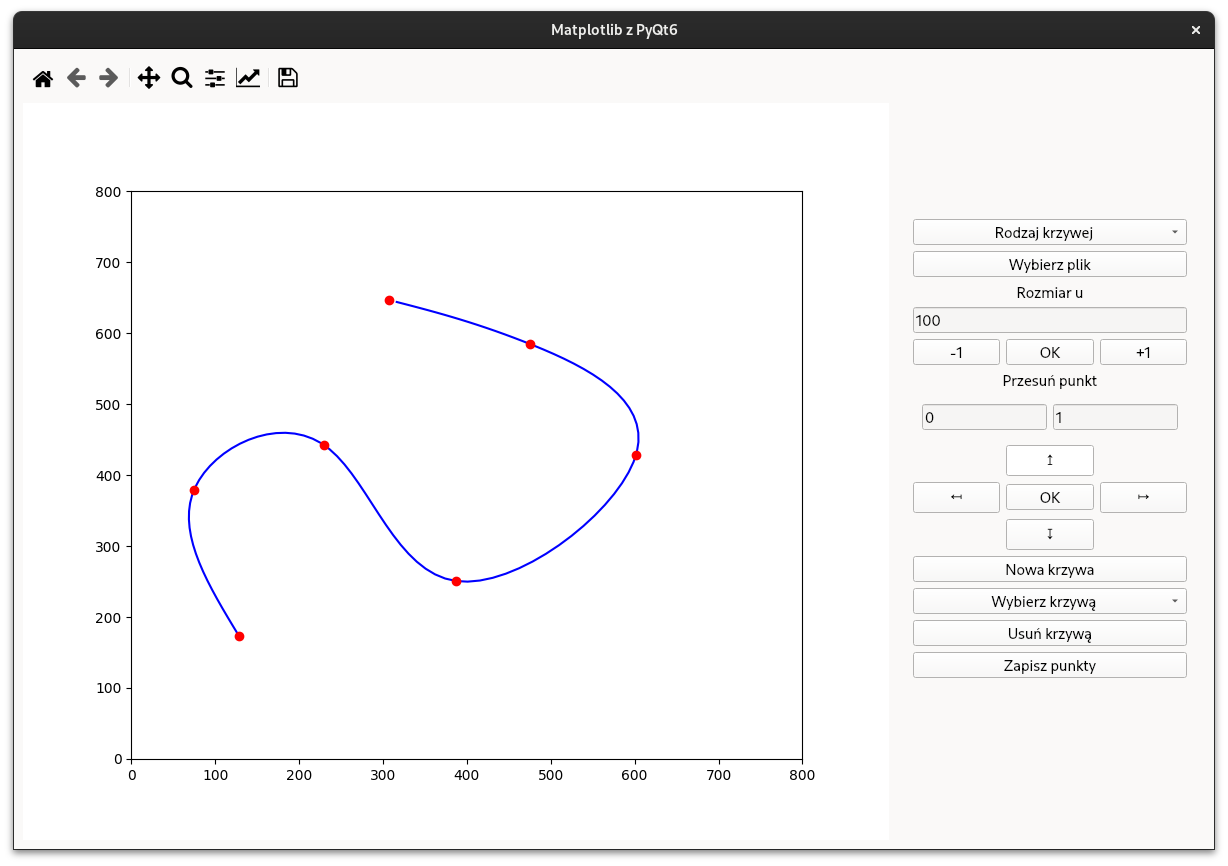 Matplotlib z PyQt6
800
700
600
500
400
300
200
100
0
0 100 200 300 400 500 600 700 800
Rodzaj krzywej
Wybierz plik
Rozmiar u
100
-1 OK +1
Przesuń punkt
0 1
↥
↤ OK ↦
↧
Nowa krzywa
Wybierz krzywą
Usuń krzywą
Zapisz punkty